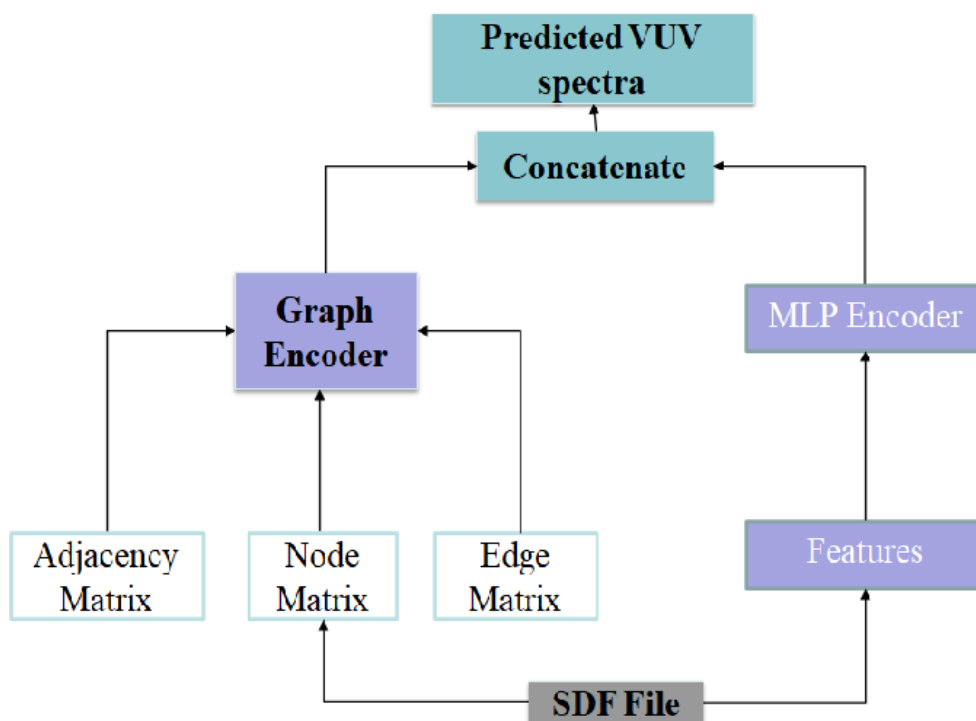 Predicted VUV
spectra
Concatenate
Graph
Encoder
MLP Encoder
Adjacency
Matrix
Node
Matrix
Edge
Matrix
Features
SDF File